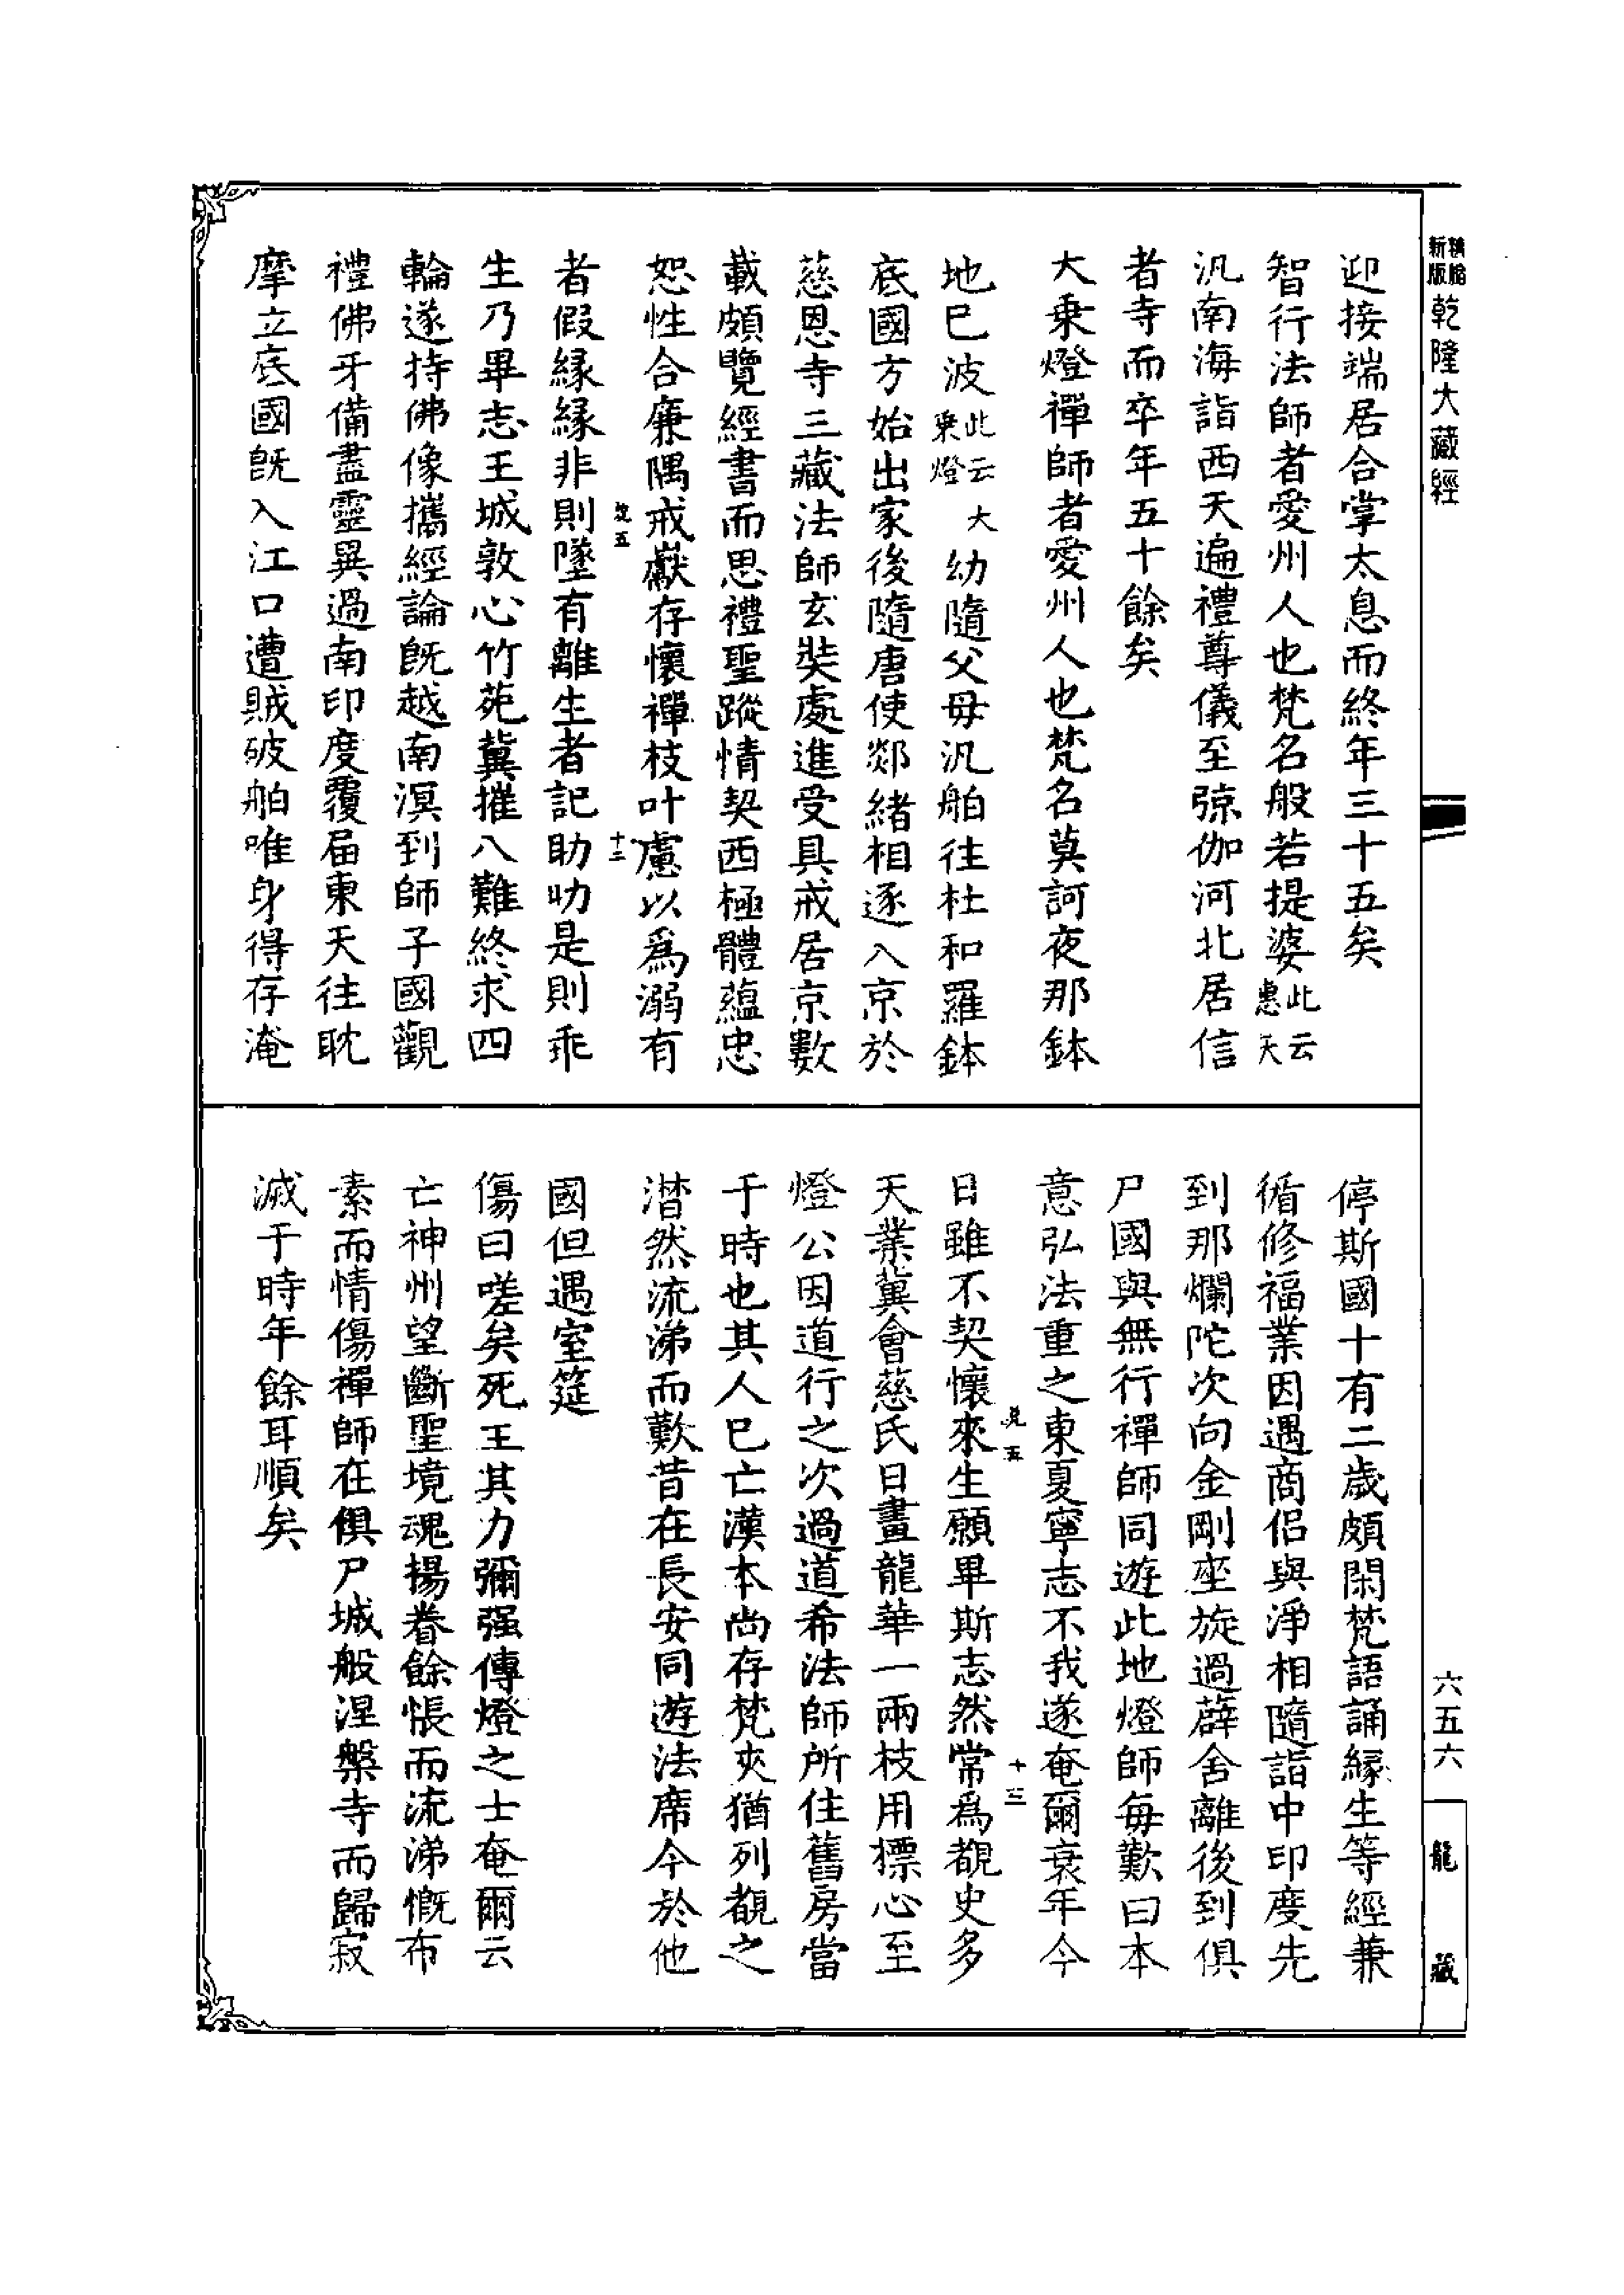 精縮新版乾隆大藏經
迎接端居合掌太息而終年三十五矣
智行法師者愛州人也梵名般若提婆此云惠天
汎南海詣西天遍禮尊儀至弶伽河北居信
者寺而卒年五十餘矣
大乗燈禪師者愛州人也梵名莫訶夜那鉢
地已波此云大乗燈幼隨父母汎舶往杜和羅鉢
底國方始出家後隨唐使郯緒相逐入京於
慈恩寺三藏法師玄奘處進受具戒居京數
載頗覽經書而思禮聖蹤情契西極體蘊忠
恕性合廉隅戒巘存懷禪枝叶慮以爲溺有
五
十二
者假縁縁非則墜有離生者記助助是則乖
生乃畢志王城敦心竹苑冀摧八難終求四
輪遂持佛像攜經論旣越南溟到師子國觀
禮佛牙備盡靈異過南印度覆届東天往耽
摩立底國旣入江口遭賊破舶唯身得存淹
停斯國十有二歳頗閑梵語誦縁生等經兼
循修福業因遇商侣與淨相隨詣中印度先
到那爛陀次向金剛座旋過薜舍離後到俱
尸國與無行禪師同遊此地燈師每歎曰本
意弘法重之東夏寧志不我遂奄爾衰年今
五
十三
日雖不契懷來生願畢斯志然常爲覩史多
天業冀會慈氏日畫龍華一兩枝用標心至
燈公因道行之次過道希法師所住舊房當
于時也其人已亡漢本尚存梵夾猶列覩之
潜然流涕而歎昔在長安同遊法席今於他
國但遇室筵
傷曰嗟矣死王其力彌强傳燈之士奄爾云
亡神州望斷聖境魂揚眷餘悵而流涕慨布
素而情傷禪師在俱尸城般涅槃寺而歸寂
滅于時年餘耳順矣
六五六
龍藏